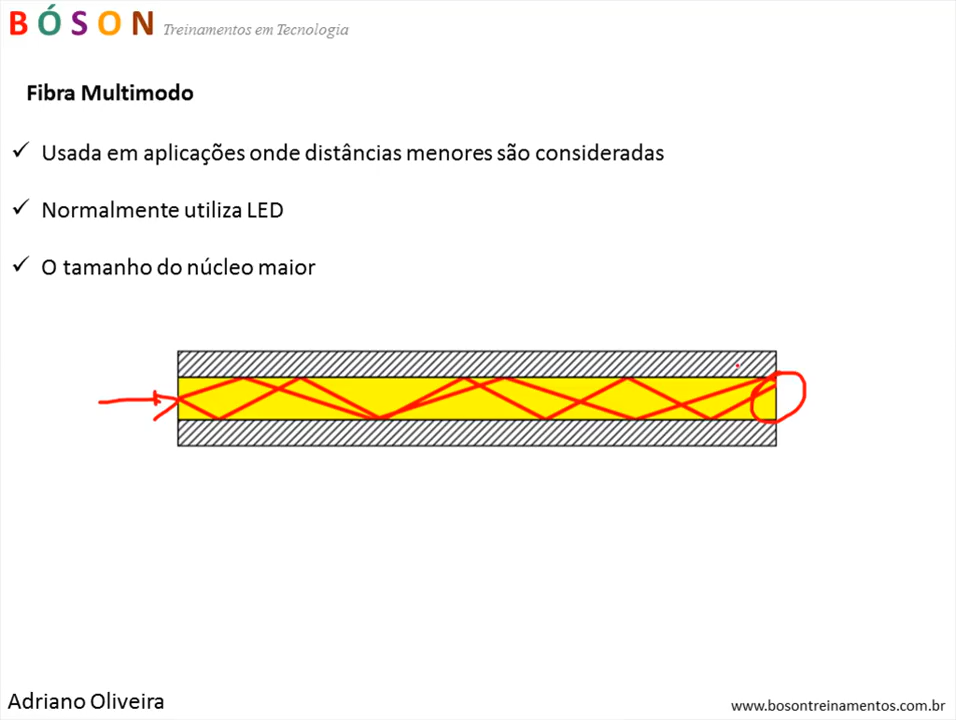 BÓSON Treinamentos em Tecnologia
Fibra Multimodo
✓ Usada em aplicações onde distâncias menores são consideradas
✓ Normalmente utiliza LED
✓ O tamanho do núcleo maior
Adriano Oliveira
www.bosontreinamentos.com.br